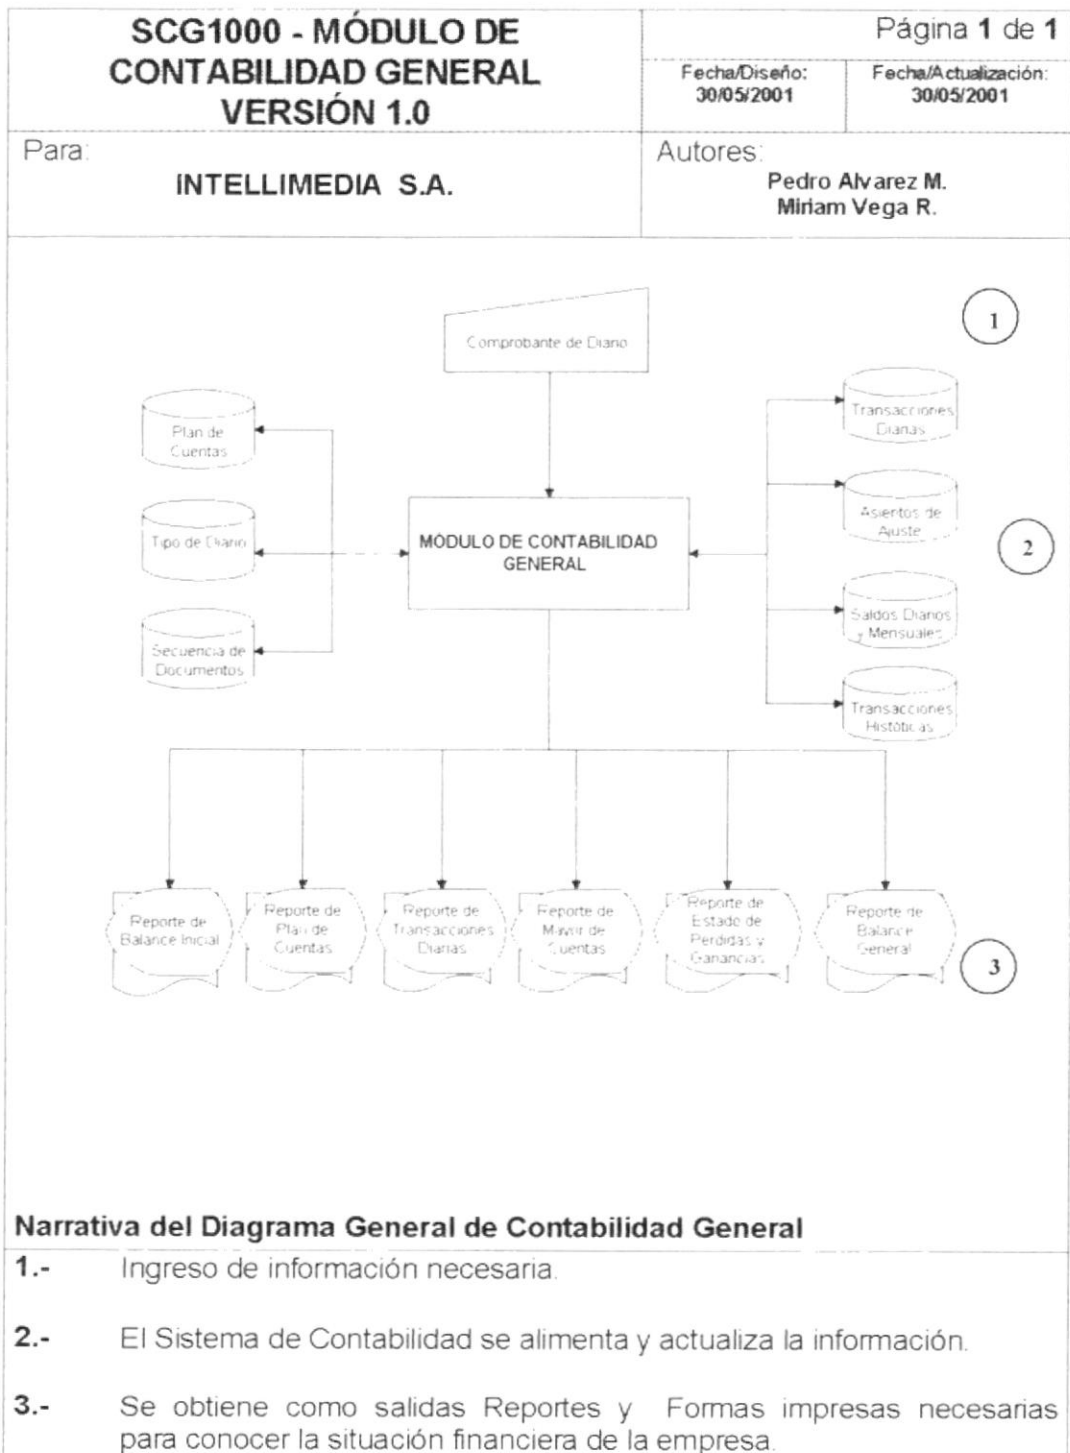 SCG1000 - MÓDULO DE
CONTABILIDAD GENERAL
VERSIÓN 1.0
Página 1 de 1
Fecha/Diseño:
30/05/2001
Fecha/Actualización:
30/05/2001
Para:
INTELLIMEDIA S.A.
Autores:
Pedro Alvarez M.
Miriam Vega R.
1
Comprobante de Diario
Plan de
Cuentas
Tipo de Diario
Secuencia de
Documentos
MÓDULO DE CONTABILIDAD
GENERAL
Transacciones
Diarias
Asientos de
Ajuste
Saldos Diarios
y Mensuales
Transacciones
Históricas
2
Reporte de
Balance Inicial
Reporte de
Plan de
Cuentas
Reporte de
Transacciones
Diarias
Reporte de
Mayor de
Cuentas
Reporte de
Estado de
Perdidas y
Ganancias
Reporte de
Balance
General
3
Narrativa del Diagrama General de Contabilidad General
1.- Ingreso de información necesaria.
2.- El Sistema de Contabilidad se alimenta y actualiza la información.
3.- Se obtiene como salidas Reportes y Formas impresas necesarias
para conocer la situación financiera de la empresa.